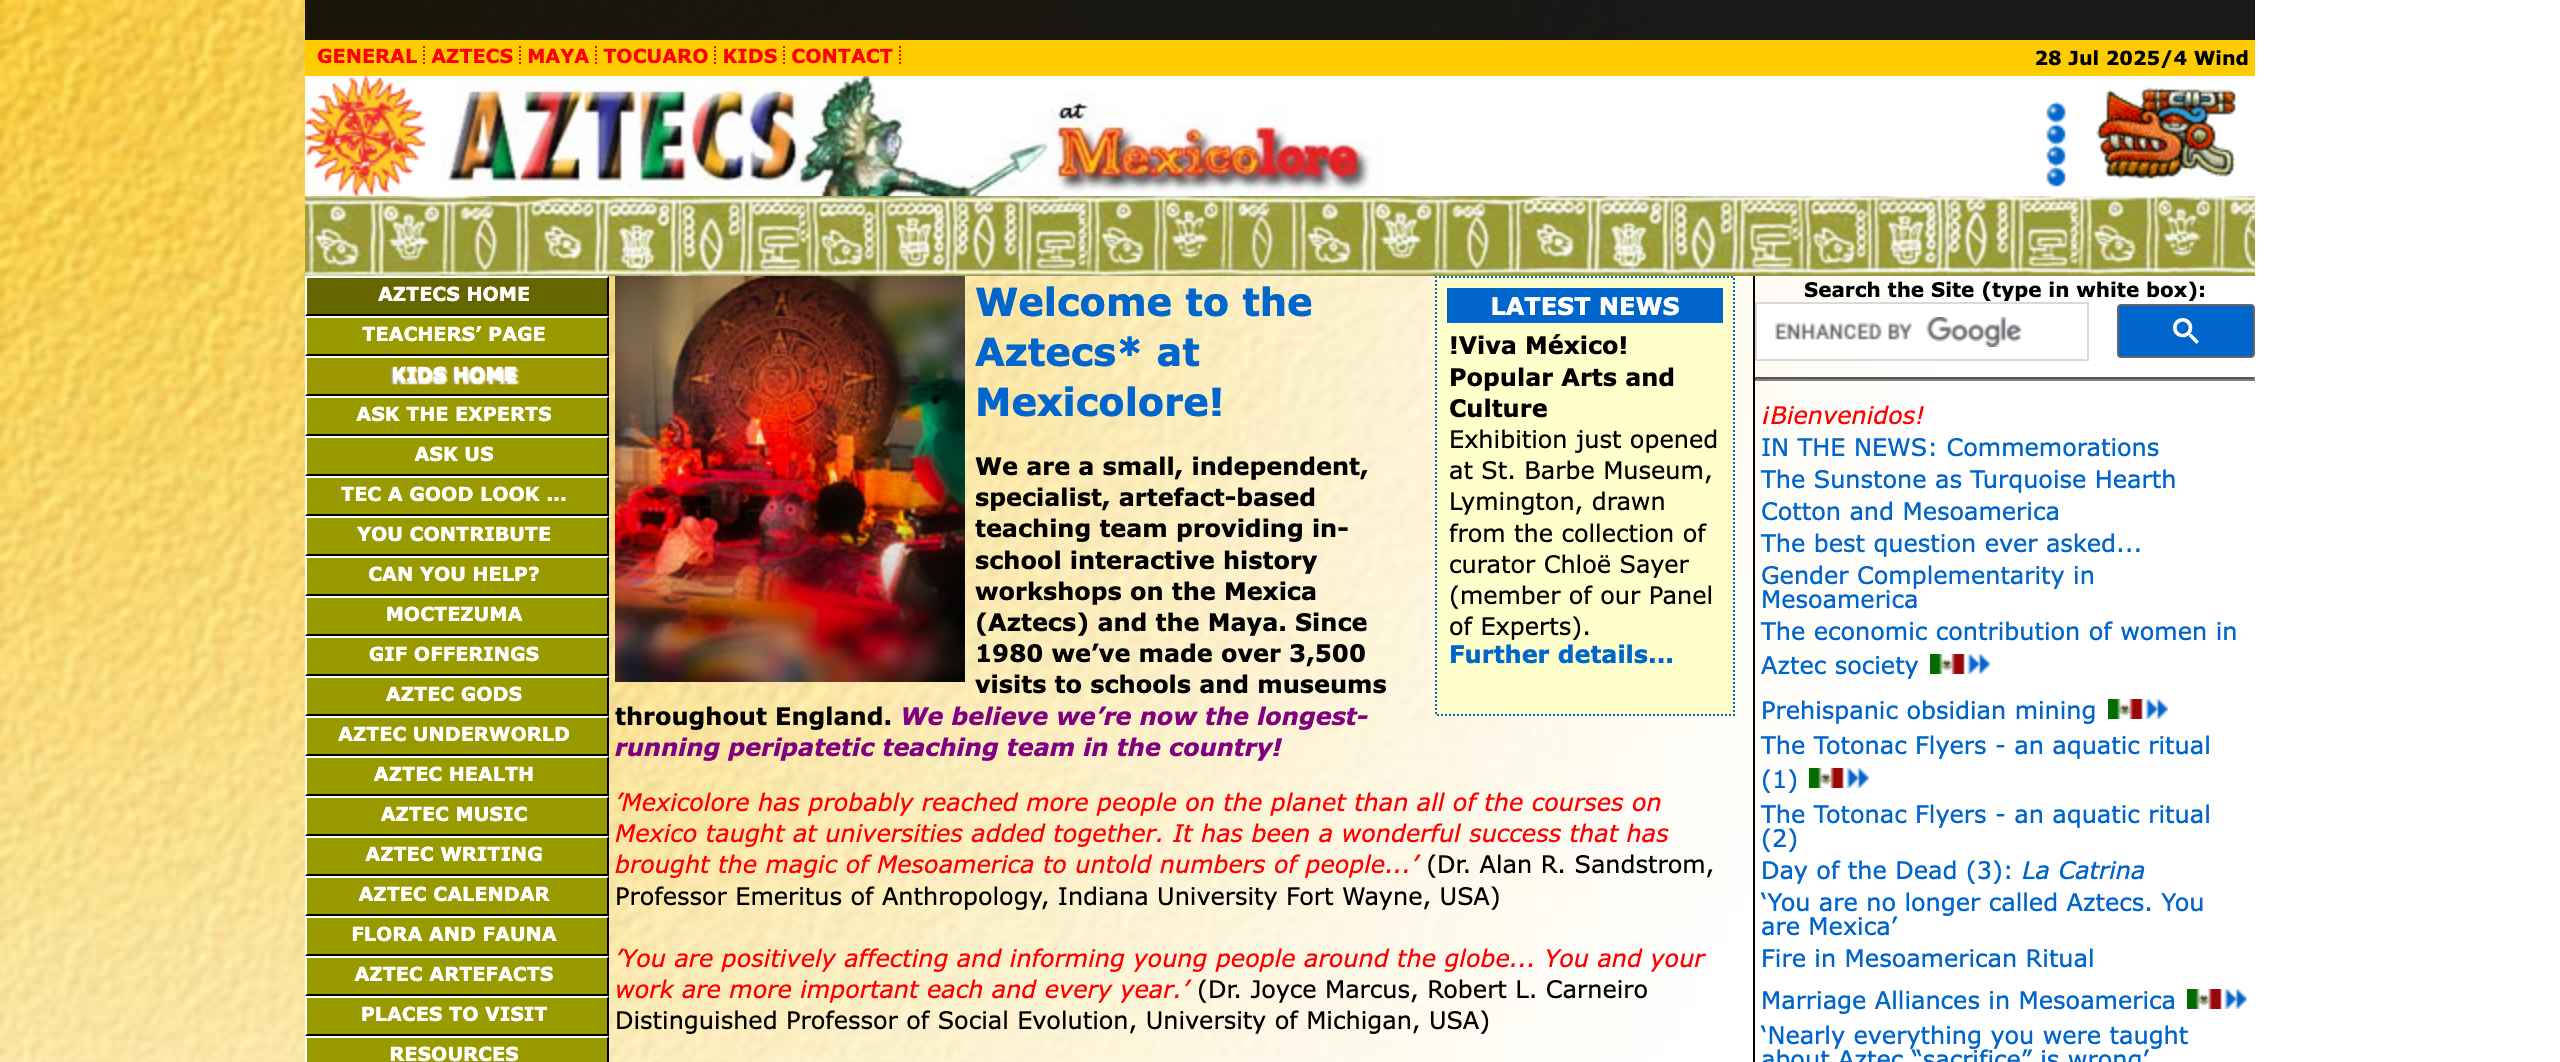 GENERAL AZTECS MAYA TOCUARO KIDS CONTACT
28 Jul 2025/4 Wind
AZTECS
at
Mexicolore
AZTECS HOME
TEACHERS’ PAGE
KIDS HOME
ASK THE EXPERTS
ASK US
TEC A GOOD LOOK ...
YOU CONTRIBUTE
CAN YOU HELP?
MOCTEZUMA
GIF OFFERINGS
AZTEC GODS
AZTEC UNDERWORLD
AZTEC HEALTH
AZTEC MUSIC
AZTEC WRITING
AZTEC CALENDAR
FLORA AND FAUNA
AZTEC ARTEFACTS
PLACES TO VISIT
RESOURCES
Welcome to the
Aztecs* at
Mexicolore!
We are a small, independent,
specialist, artefact-based
teaching team providing in-
school interactive history
workshops on the Mexica
(Aztecs) and the Maya. Since
1980 we’ve made over 3,500
visits to schools and museums
throughout England. We believe we’re now the longest-
running peripatetic teaching team in the country!
’Mexicolore has probably reached more people on the planet than all of the courses on
Mexico taught at universities added together. It has been a wonderful success that has
brought the magic of Mesoamerica to untold numbers of people...’ (Dr. Alan R. Sandstrom,
Professor Emeritus of Anthropology, Indiana University Fort Wayne, USA)
’You are positively affecting and informing young people around the globe... You and your
work are more important each and every year.’ (Dr. Joyce Marcus, Robert L. Carneiro
Distinguished Professor of Social Evolution, University of Michigan, USA)
LATEST NEWS
!Viva México!
Popular Arts and
Culture
Exhibition just opened
at St. Barbe Museum,
Lymington, drawn
from the collection of
curator Chloë Sayer
(member of our Panel
of Experts).
Further details...
Search the Site (type in white box):
ENHANCED BY Google
¡Bienvenidos!
IN THE NEWS: Commemorations
The Sunstone as Turquoise Hearth
Cotton and Mesoamerica
The best question ever asked...
Gender Complementarity in
Mesoamerica
The economic contribution of women in
Aztec society
Prehispanic obsidian mining
The Totonac Flyers - an aquatic ritual
(1)
The Totonac Flyers - an aquatic ritual
(2)
Day of the Dead (3): La Catrina
‘You are no longer called Aztecs. You
are Mexica’
Fire in Mesoamerican Ritual
Marriage Alliances in Mesoamerica
‘Nearly everything you were taught
about Aztec “sacrifice” is wrong’